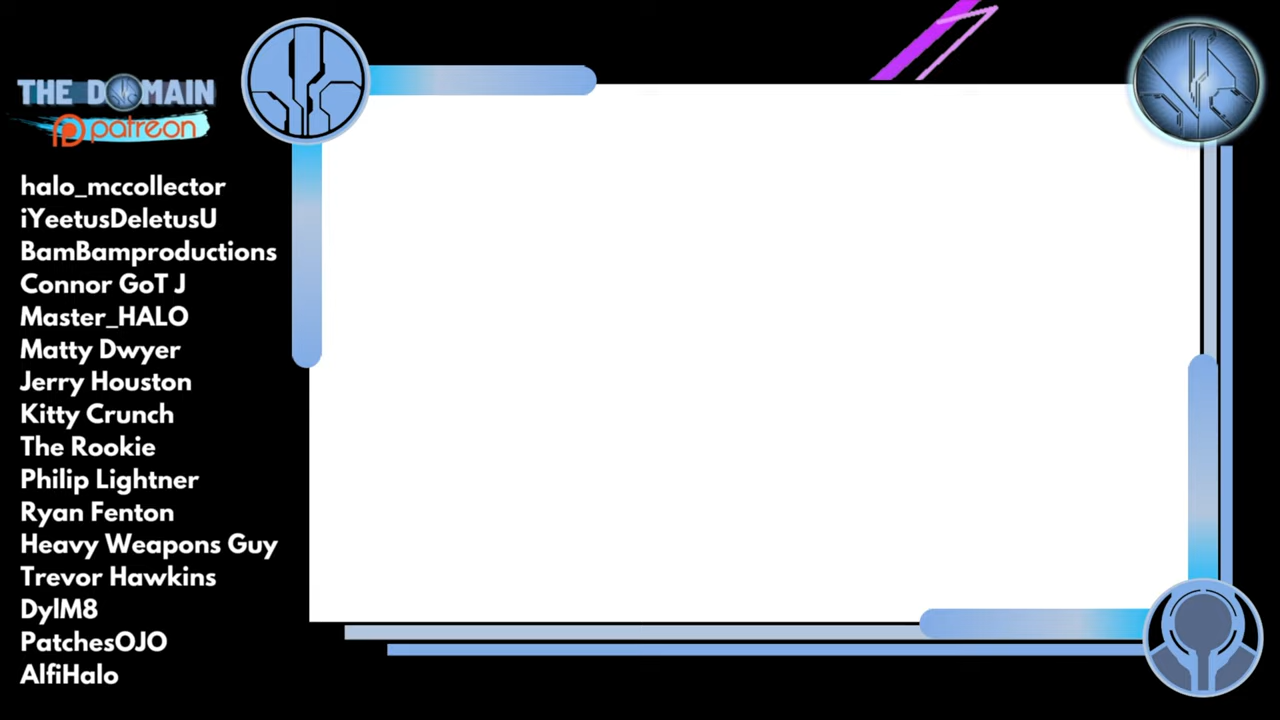 THE DOMAIN
patreon
halo_mccollector
iYeetusDeletusU
BamBamproductions
Connor GoT J
Master_HALO
Matty Dwyer
Jerry Houston
Kitty Crunch
The Rookie
Philip Lightner
Ryan Fenton
Heavy Weapons Guy
Trevor Hawkins
DylM8
PatchesOJO
AlfiHalo